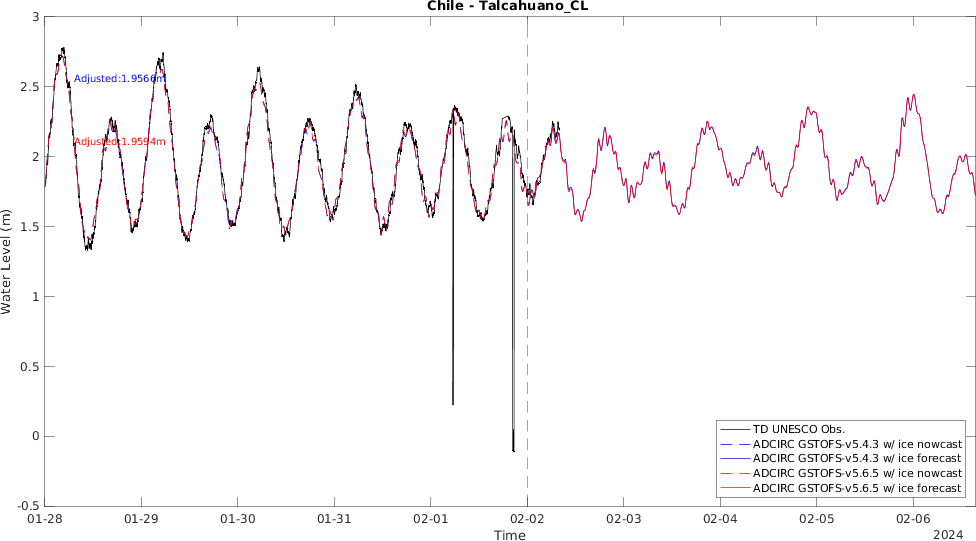 Chile - Talcahuano_CL
3
2.5
2
1.5
1
0.5
0
-0.5
Water Level (m)
Adjusted:1.9566m
Adjusted:1.9594m
TD UNESCO Obs.
ADCIRC GSTOFS-v5.4.3 w/ ice nowcast
ADCIRC GSTOFS-v5.4.3 w/ ice forecast
ADCIRC GSTOFS-v5.6.5 w/ ice nowcast
ADCIRC GSTOFS-v5.6.5 w/ ice forecast
01-28 01-29 01-30 01-31 02-01 02-02 02-03 02-04 02-05 02-06
Time
2024